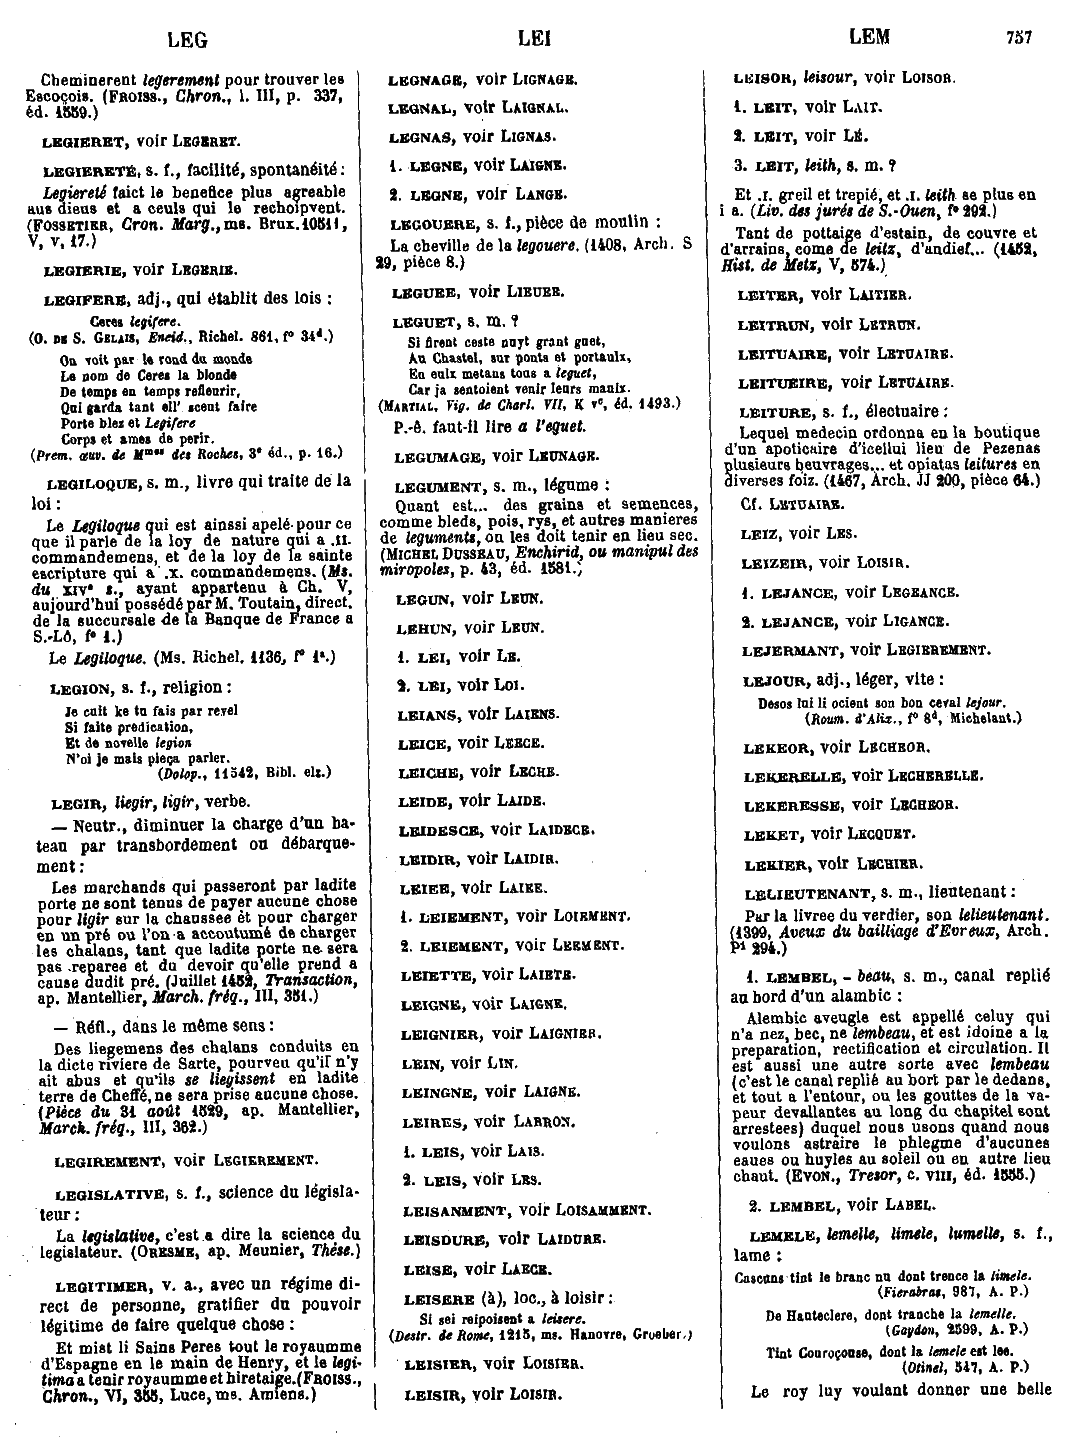 LEG
LEI
LEM
757
Cheminerent legerement pour trouver les
Escoçois. (FROISS., Chron., l. III, p. 337,
éd. 1559.)
LEGIERET, voir LEGERET.
LEGIERETÉ, s. f., facilité, spontanéité :
Legiereté faict le benefice plus agreable
aus dieus et a ceuls qui le rechoipvent.
(FOSSETIER, Cron. Marg., ms. Brux. 10511,
V, v, 17.)
LEGIERIE, voir LEGERIE.
LEGIFERE, adj., qui établit des lois :
Ceres legifere.
(O. DE S. GELAIS, Eneid., Richel. 861, f° 34d.)
On voit par le rond du monde
Le nom de Ceres la blonde
De temps en temps refleurir,
Qui garda tant ell' sceut faire
Porte blez et Legifere
Corps et ames de perir.
(Prem. œuv. de Mmes des Roches, 3e éd., p. 16.)
LEGILOQUE, s. m., livre qui traite de la
loi :
Le Legiloque qui est ainssi apelé pour ce
que il parle de la loy de nature qui a .II.
commandemens, et de la loy de la sainte
escripture qui a .x. commandemens. (Ms.
du XIVe s., ayant appartenu à Ch. V,
aujourd'hui possédé par M. Toutain, direct.
de la succursale de la Banque de France a
S.-Lô, f° 1.)
Le Legiloque. (Ms. Richel. 1136, f° 1a.)
LEGION, s. f., religion :
Je cuit ke tu fais par revel
Si faite predication,
Et de novelle legion
N'oi je mais pieça parler.
(Dolop., 11542, Bibl. elz.)
LEGIR, liegir, ligir, verbe.
— Neutr., diminuer la charge d'un ba-
teau par transbordement ou débarque-
ment :
Les marchands qui passeront par ladite
porte ne sont tenus de payer aucune chose
pour ligir sur la chaussee et pour charger
en un pré ou l'on a accoutumé de charger
les chalans, tant que ladite porte ne sera
pas reparee et du devoir qu'elle prend a
cause dudit pré. (Juillet 1452, Transaction,
ap. Mantellier, March. fréq., III, 351.)
— Réfl., dans le même sens :
Des liegemens des chalans conduits en
la dicte riviere de Sarte, pourveu qu'il n'y
ait abus et qu'ils se liegissent en ladite
terre de Cheffé, ne sera prise aucune chose.
(Pièce du 31 août 1529, ap. Mantellier,
March. fréq., III, 362.)
LEGIREMENT, voir LEGIEREMENT.
LEGISLATIVE, s. f., science du législa-
teur :
La legislative, c'est a dire la science du
legislateur. (ORESME, ap. Meunier, Thèse.)
LEGITIMER, v. a., avec un régime di-
rect de personne, gratifier du pouvoir
légitime de faire quelque chose :
Et mist li Sains Peres tout le royaumme
d'Espagne en le main de Henry, et le legi-
tima a tenir royaumme et hiretaige. (FROISS.,
Chron., VI, 355, Luce, ms. Amiens.)
LEGNAGE, voir LIGNAGE.
LEGNAL, voir LAIGNAL.
LEGNAS, voir LIGNAS.
1. LEGNE, voir LAIGNE.
2. LEGNE, voir LANGE.
LEGOUERE, s. f., pièce de moulin :
La cheville de la legouere. (1408, Arch. S
29, pièce 8.)
LEGUEE, voir LIEUEE.
LEGUET, s. m. ?
Si firent ceste nuyt grant guet,
Au Chastel, sur ponts et portaulx,
En eulx metans tous a leguet,
Car ja sentoient venir leurs maulx.
(MARTIAL, Vig. de Charl. VII, K v°, éd. 1493.)
P.-ê. faut-il lire a l'eguet.
LEGUMAGE, voir LEUNAGE.
LEGUMENT, s. m., légume :
Quant est... des grains et semences,
comme bleds, pois, rys, et autres manieres
de leguments, on les doit tenir en lieu sec.
(MICHEL DUSSEAU, Enchirid, ou manipul des
miropoles, p. 43, éd. 1581.)
LEGUN, voir LEUN.
LEHUN, voir LEUN.
1. LEI, voir LE.
2. LEI, voir LOI.
LEIANS, voir LAIENS.
LEICE, voir LEECE.
LEICHE, voir LECHE.
LEIDE, voir LAIDE.
LEIDESCE, voir LAIDECE.
LEIDIR, voir LAIDIR.
LEIEE, voir LAIEE.
1. LEIEMENT, voir LOIEMENT.
2. LEIEMENT, voir LEEMENT.
LEIETTE, voir LAIETE.
LEIGNE, voir LAIGNE.
LEIGNIER, voir LAIGNIER.
LEIN, voir LIN.
LEINGNE, voir LAIGNE.
LEIRES, voir LARRON.
1. LEIS, voir LAIS.
2. LEIS, voir LES.
LEISANMENT, voir LOISAMMENT.
LEISDURE, voir LAIDURE.
LEISE, voir LAECE.
LEISERE (à), loc., à loisir :
Si sei reipoisent a leisere.
(Destr. de Rome, 1215, ms. Hanovre, Grœber.)
LEISIER, voir LOISIER.
LEISIR, voir LOISIR.
LEISOR, leisour, voir LOISOR.
1. LEIT, voir LAIT.
2. LEIT, voir LÉ.
3. LEIT, leith, s. m. ?
Et .I. greil et trepié, et .I. leith se plus en
i a. (Liv. des jurés de S.-Ouen, f° 292.)
Tant de pottaige d'estain, de couvre et
d'arrains, come de leitz, d'andief... (1452,
Hist. de Metz, V, 574.)
LEITER, voir LAITIER.
LEITRUN, voir LETRUN.
LEITUAIRE, voir LETUAIRE.
LEITUEIRE, voir LETUAIRE.
LEITURE, s. f., électuaire :
Lequel medecin ordonna en la boutique
d'un apoticaire d'icellui lieu de Pezenas
plusieurs beuvrages... et opiatas leitures en
diverses foiz. (1467, Arch. JJ 200, pièce 64.)
Cf. LETUAIRE.
LEIZ, voir LES.
LEIZEIR, voir LOISIR.
1. LEJANCE, voir LEGEANCE.
2. LEJANCE, voir LIGANCE.
LEJERMANT, voir LEGIEREMENT.
LEJOUR, adj., léger, vite :
Desos lui li ocient son bon ceval lejour.
(Roum. d'Alix., f° 8d, Michelant.)
LEKEOR, voir LECHEOR.
LEKERELLE, voir LECHERELLE.
LEKERESSE, voir LECHEOR.
LEKET, voir LECQUET.
LEKIER, voir LECHIER.
LELIEUTENANT, s. m., lieutenant :
Par la livree du verdier, son lelieutenant.
(1399, Aveux du bailliage d'Evreux, Arch.
P1 294.)
1. LEMBEL, - beau, s. m., canal replié
au bord d'un alambic :
Alembic aveugle est appellé celuy qui
n'a nez, bec, ne lembeau, et est idoine a la
preparation, rectification et circulation. Il
est aussi une autre sorte avec lembeau
(c'est le canal replié au bort par le dedans,
et tout a l'entour, ou les gouttes de la va-
peur devallantes au long du chapitel sont
arrestees) duquel nous usons quand nous
voulons astraire le phlegme d'aucunes
eaues ou huyles au soleil ou en autre lieu
chaut. (EVON., Tresor, c. VIII, éd. 1555.)
2. LEMBEL, voir LABEL.
LEMELE, lemelle, limele, lumelle, s. f.,
lame :
Cascuns tint le branc nu dont trence la limele.
(Fierabras, 987, A. P.)
De Hanteclere, dont tranche la lemelle.
(Gaydon, 2599, A. P.)
Tint Couroçouse, dont la lemele est lee.
(Otinel, 547, A. P.)
Le roy luy voulant donner une belle